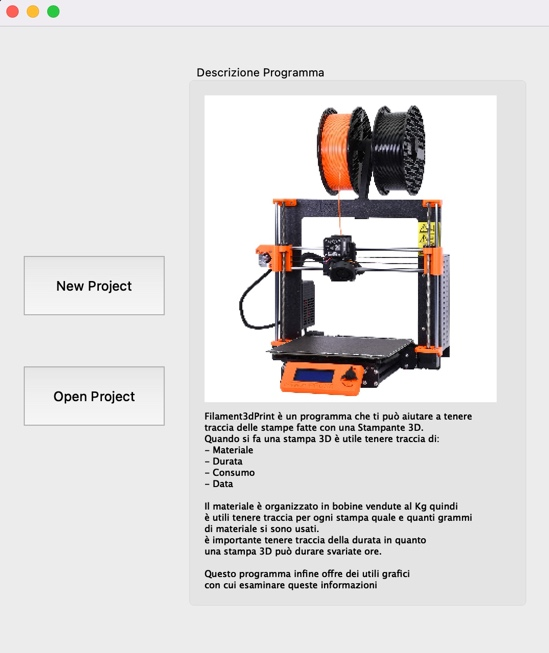 Descrizione Programma
New Project
Open Project
Filament3dPrint è un programma che ti può aiutare a tenere
traccia delle stampe fatte con una Stampante 3D.
Quando si fa una stampa 3D è utile tenere traccia di:
- Materiale
- Durata
- Consumo
- Data
Il materiale è organizzato in bobine vendute al Kg quindi
è utili tenere traccia per ogni stampa quale e quanti grammi
di materiale si sono usati.
è importante tenere traccia della durata in quanto
una stampa 3D può durare svariate ore.
Questo programma infine offre dei utili grafici
con cui esaminare queste informazioni